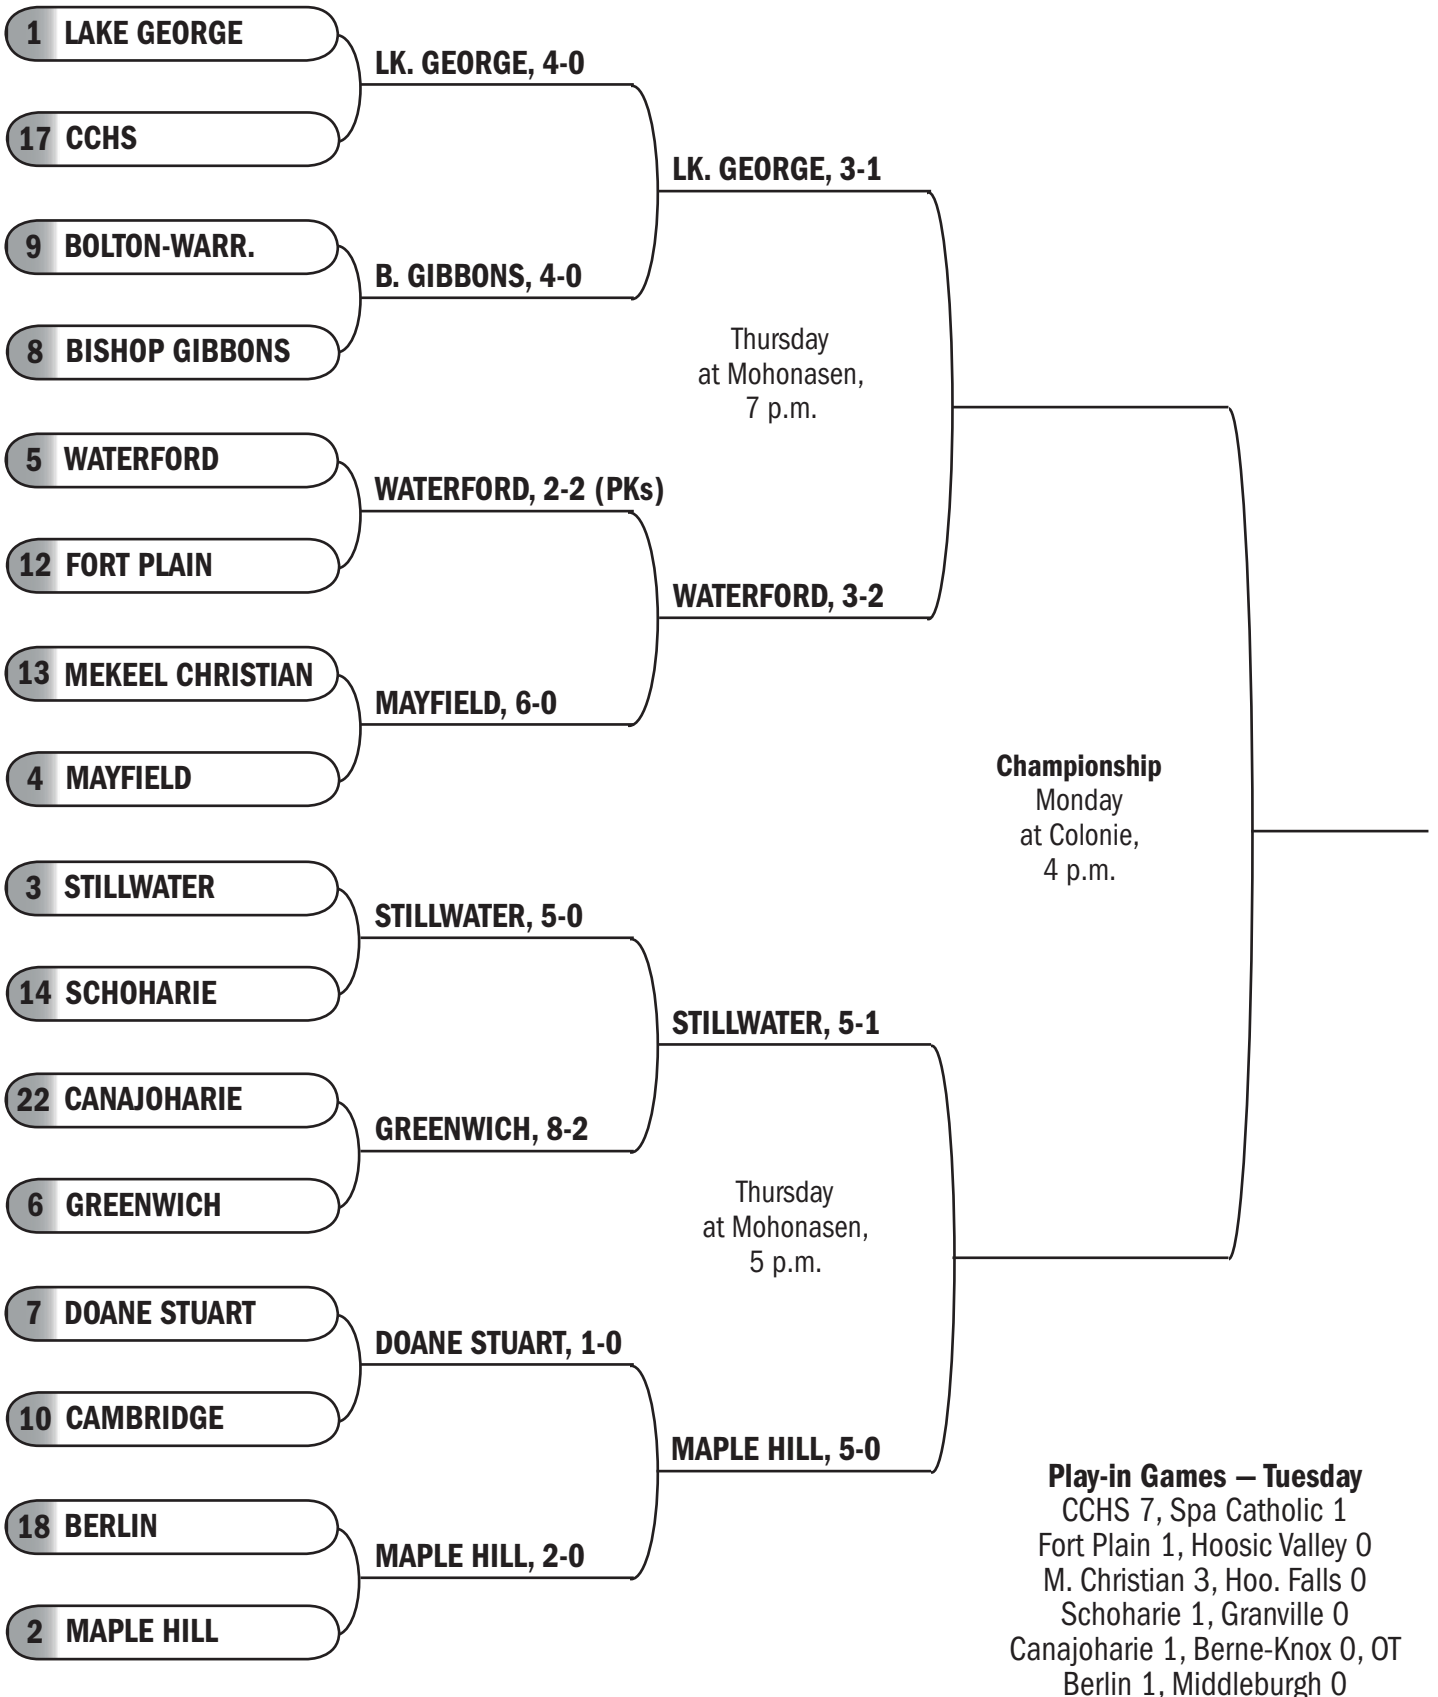 1 LAKE GEORGE
17 CCHS
9 BOLTON-WARR.
8 BISHOP GIBBONS
5 WATERFORD
12 FORT PLAIN
13 MEKEEL CHRISTIAN
4 MAYFIELD
3 STILLWATER
14 SCHOHARIE
22 CANAJOHARIE
6 GREENWICH
7 DOANE STUART
10 CAMBRIDGE
18 BERLIN
2 MAPLE HILL
LK. GEORGE, 4-0
B. GIBBONS, 4-0
WATERFORD, 2-2 (PKs)
MAYFIELD, 6-0
STILLWATER, 5-0
GREENWICH, 8-2
DOANE STUART, 1-0
MAPLE HILL, 2-0
LK. GEORGE, 3-1
Thursday
at Mohonasen,
7 p.m.
WATERFORD, 3-2
STILLWATER, 5-1
Thursday
at Mohonasen,
5 p.m.
MAPLE HILL, 5-0
Championship
Monday
at Colonie,
4 p.m.
Play-in Games — Tuesday
CCHS 7, Spa Catholic 1
Fort Plain 1, Hoosic Valley 0
M. Christian 3, Hoo. Falls 0
Schoharie 1, Granville 0
Canajoharie 1, Berne-Knox 0, OT
Berlin 1, Middleburgh 0